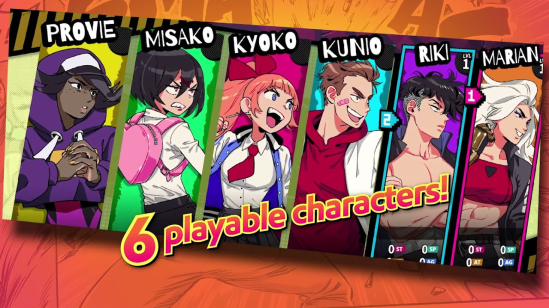 PROVIE
MISAKO
KYOKO
KUNIO
RIKI
LVL
1
MARIAN
LVL
1
2
1
6 playable characters!
0 ST
0 SP
0 AT
0 AG
0 ST
0 SP
0 AT
0 AG